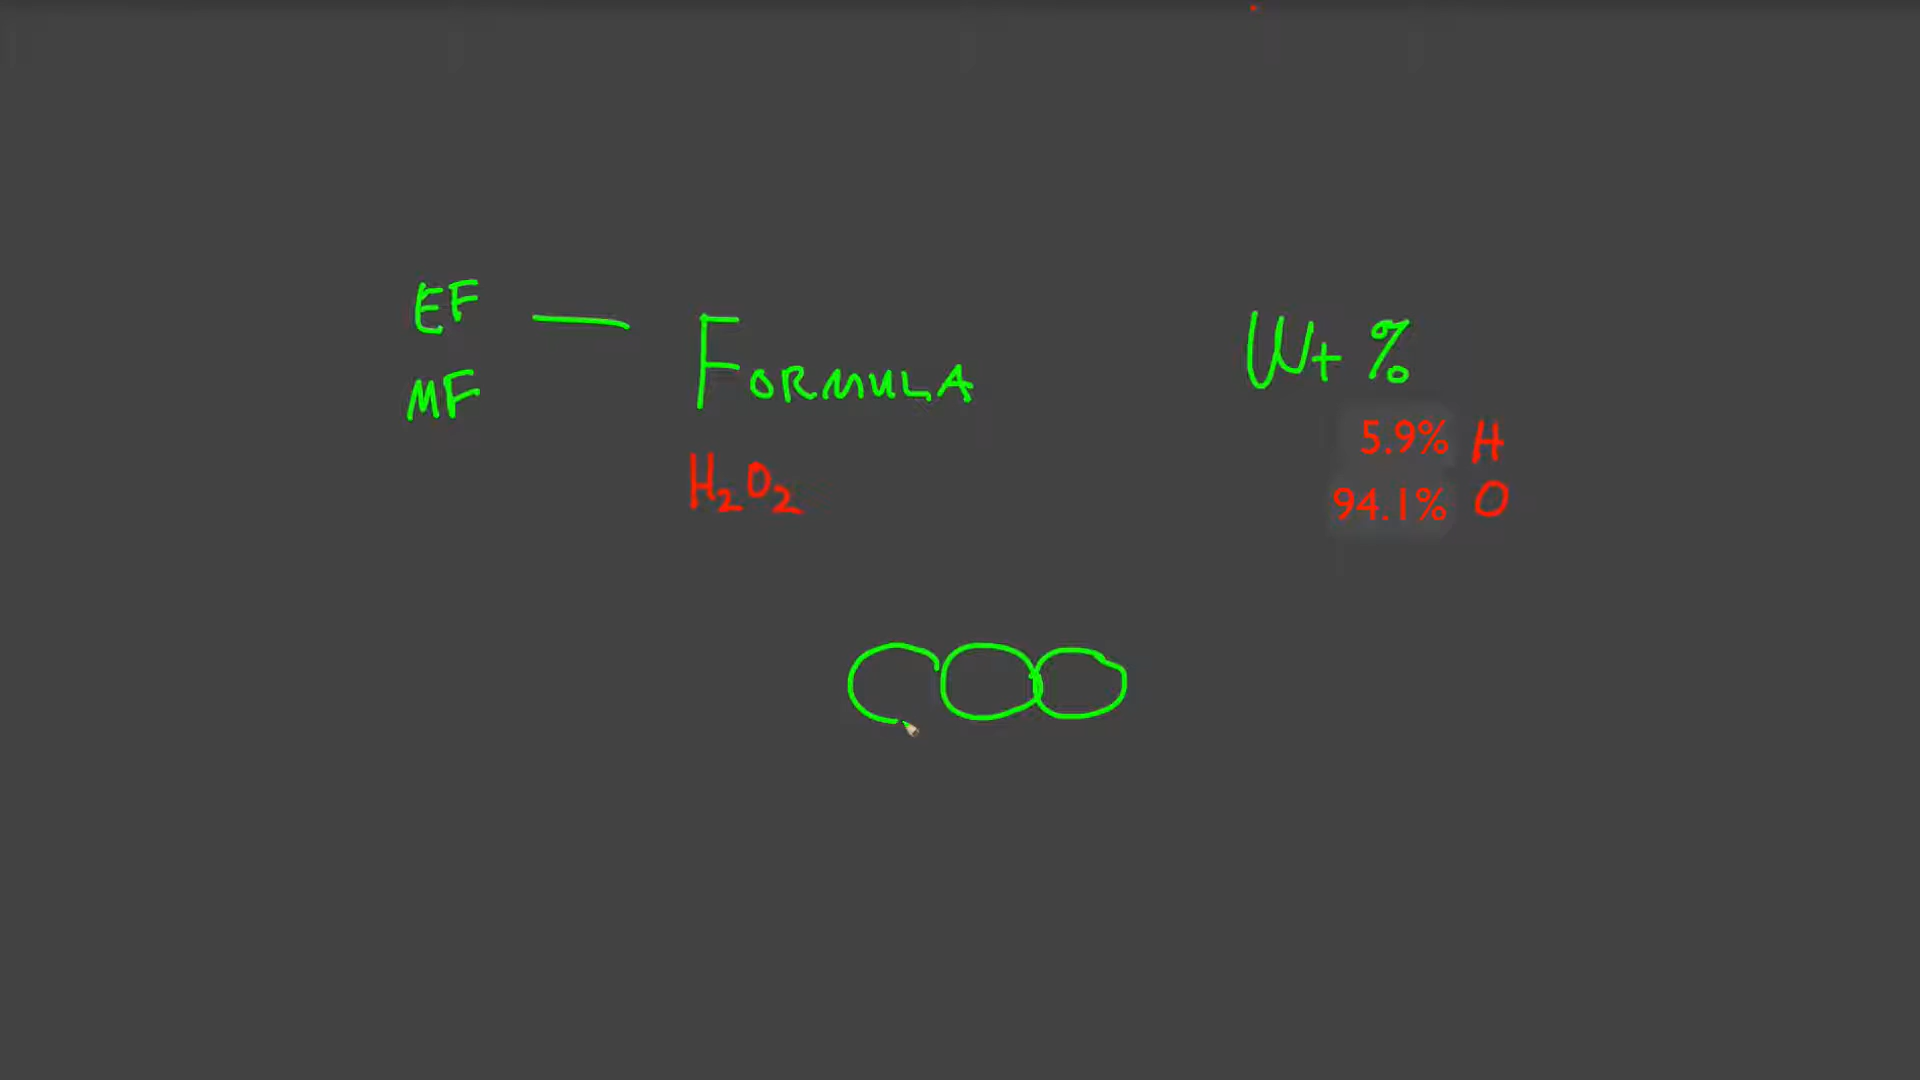 EF — FORMULA
MF
H₂O₂
Wt %
5.9% H
94.1% O